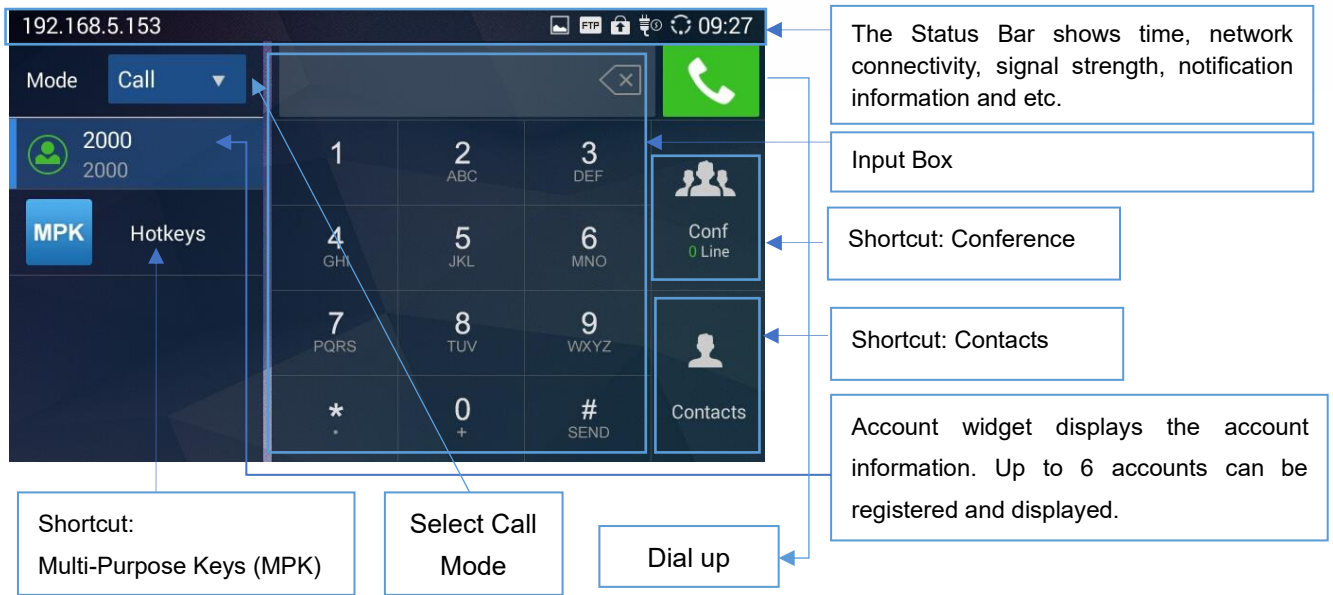 192.168.5.153
FTP
09:27
Mode
Call
2000
2000
MPK
Hotkeys
1
2
ABC
3
DEF
4
GHI
5
JKL
6
MNO
7
PQRS
8
TUV
9
WXYZ
*
0
+
#
SEND
Conf
0 Line
Contacts
The Status Bar shows time, network
connectivity, signal strength, notification
information and etc.
Input Box
Shortcut: Conference
Shortcut: Contacts
Account widget displays the account
information. Up to 6 accounts can be
registered and displayed.
Shortcut:
Multi-Purpose Keys (MPK)
Select Call
Mode
Dial up